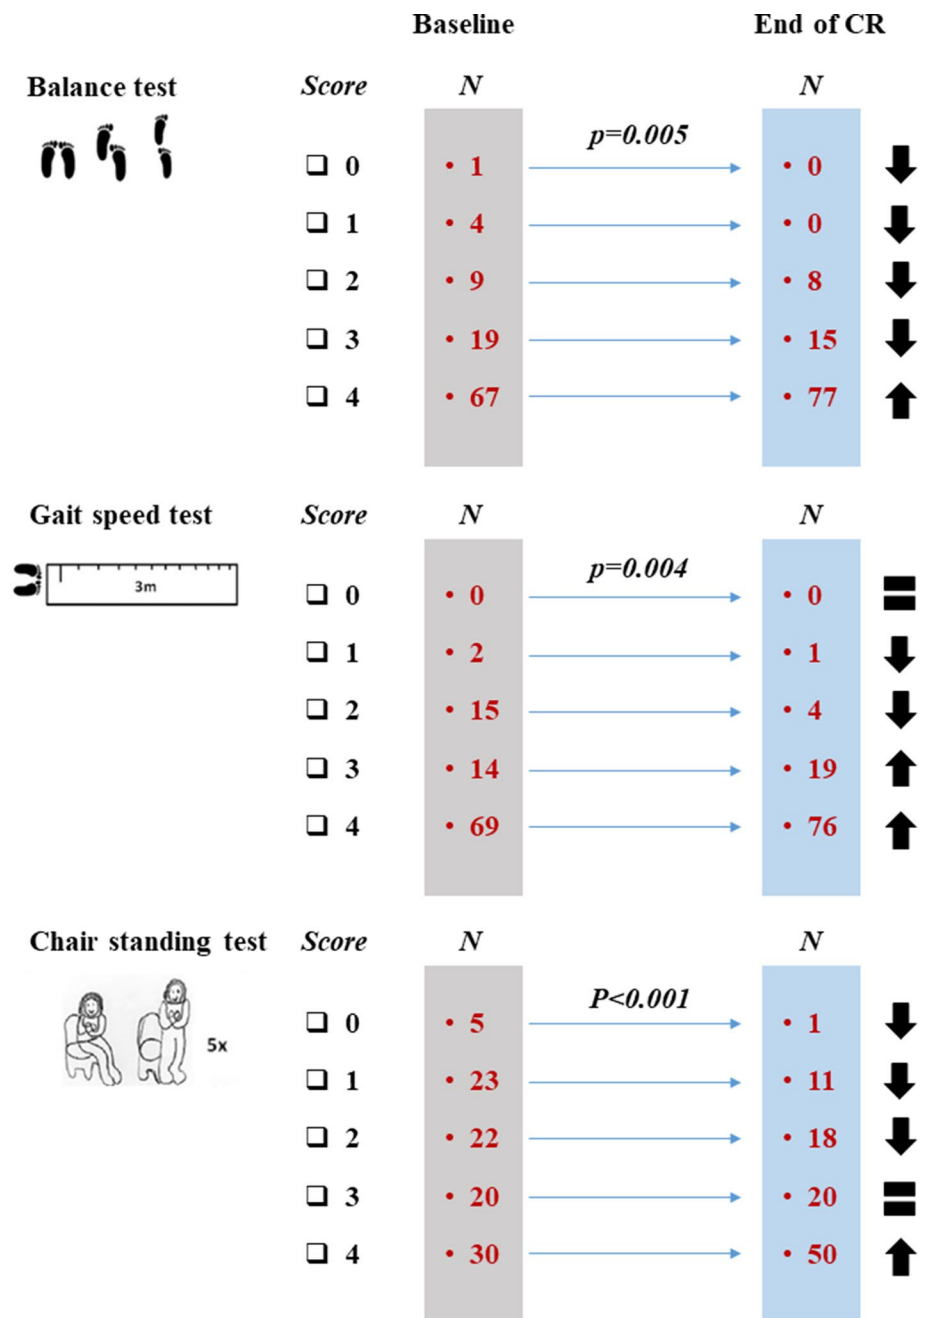 Baseline End of CR
Balance test Score N N
p=0.005
❑ 0 • 1 • 0
❑ 1 • 4 • 0
❑ 2 • 9 • 8
❑ 3 • 19 • 15
❑ 4 • 67 • 77
Gait speed test Score N N
3m
p=0.004
❑ 0 • 0 • 0
❑ 1 • 2 • 1
❑ 2 • 15 • 4
❑ 3 • 14 • 19
❑ 4 • 69 • 76
Chair standing test Score N N
P<0.001
❑ 0 • 5 • 1
5x
❑ 1 • 23 • 11
❑ 2 • 22 • 18
❑ 3 • 20 • 20
❑ 4 • 30 • 50